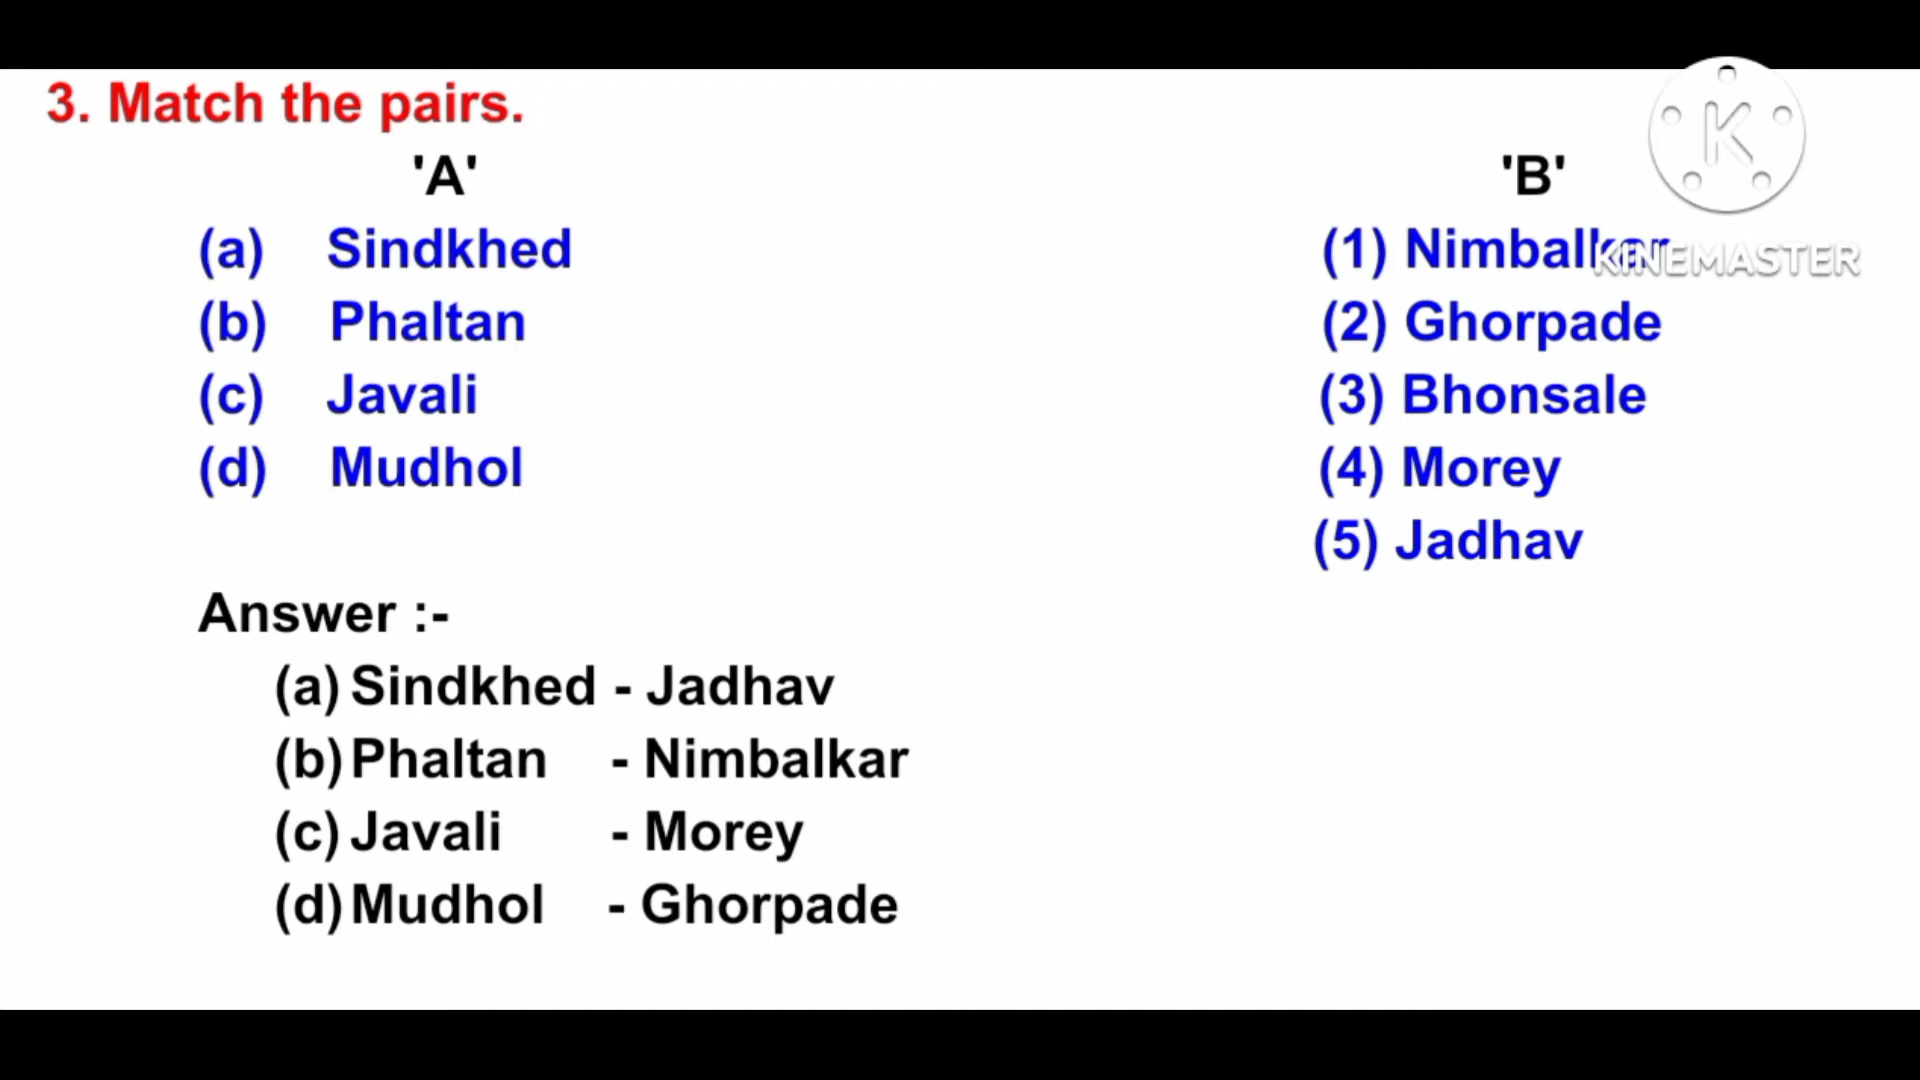 3. Match the pairs.
'A' 'B'
(a) Sindkhed (1) Nimbalkar
KINEMASTER
(b) Phaltan (2) Ghorpade
(c) Javali (3) Bhonsale
(d) Mudhol (4) Morey
(5) Jadhav
Answer :-
(a) Sindkhed - Jadhav
(b) Phaltan - Nimbalkar
(c) Javali - Morey
(d) Mudhol - Ghorpade